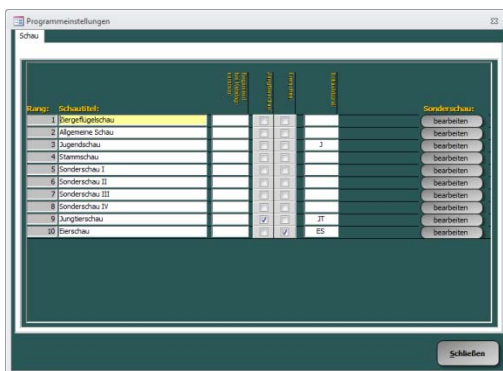 Programmeinstellungen
Schau
Rang: Schautitel: Sonderschau:
1 Ziergeflügelschau bearbeiten
2 Allgemeine Schau bearbeiten
3 Jugendschau J bearbeiten
4 Stammschau bearbeiten
5 Sonderschau I bearbeiten
6 Sonderschau II bearbeiten
7 Sonderschau III bearbeiten
8 Sonderschau IV bearbeiten
9 Jungtierschau JT bearbeiten
10 Eierschau ES bearbeiten
Schließen